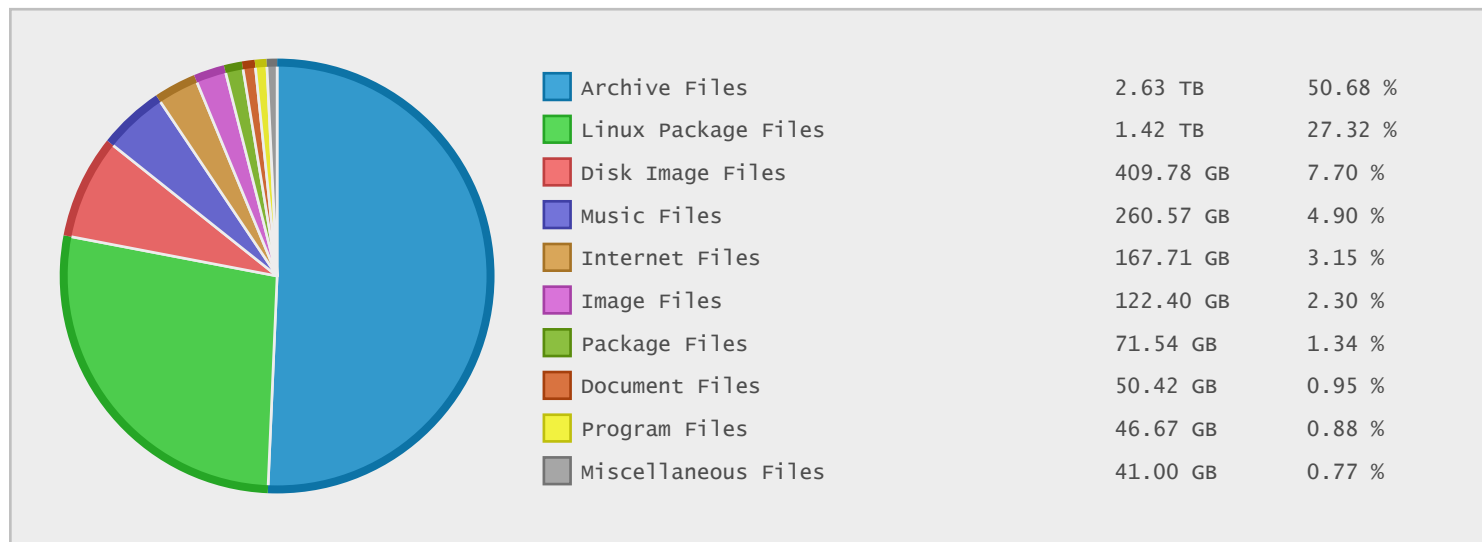 Archive Files 2.63 TB 50.68 %
Linux Package Files 1.42 TB 27.32 %
Disk Image Files 409.78 GB 7.70 %
Music Files 260.57 GB 4.90 %
Internet Files 167.71 GB 3.15 %
Image Files 122.40 GB 2.30 %
Package Files 71.54 GB 1.34 %
Document Files 50.42 GB 0.95 %
Program Files 46.67 GB 0.88 %
Miscellaneous Files 41.00 GB 0.77 %